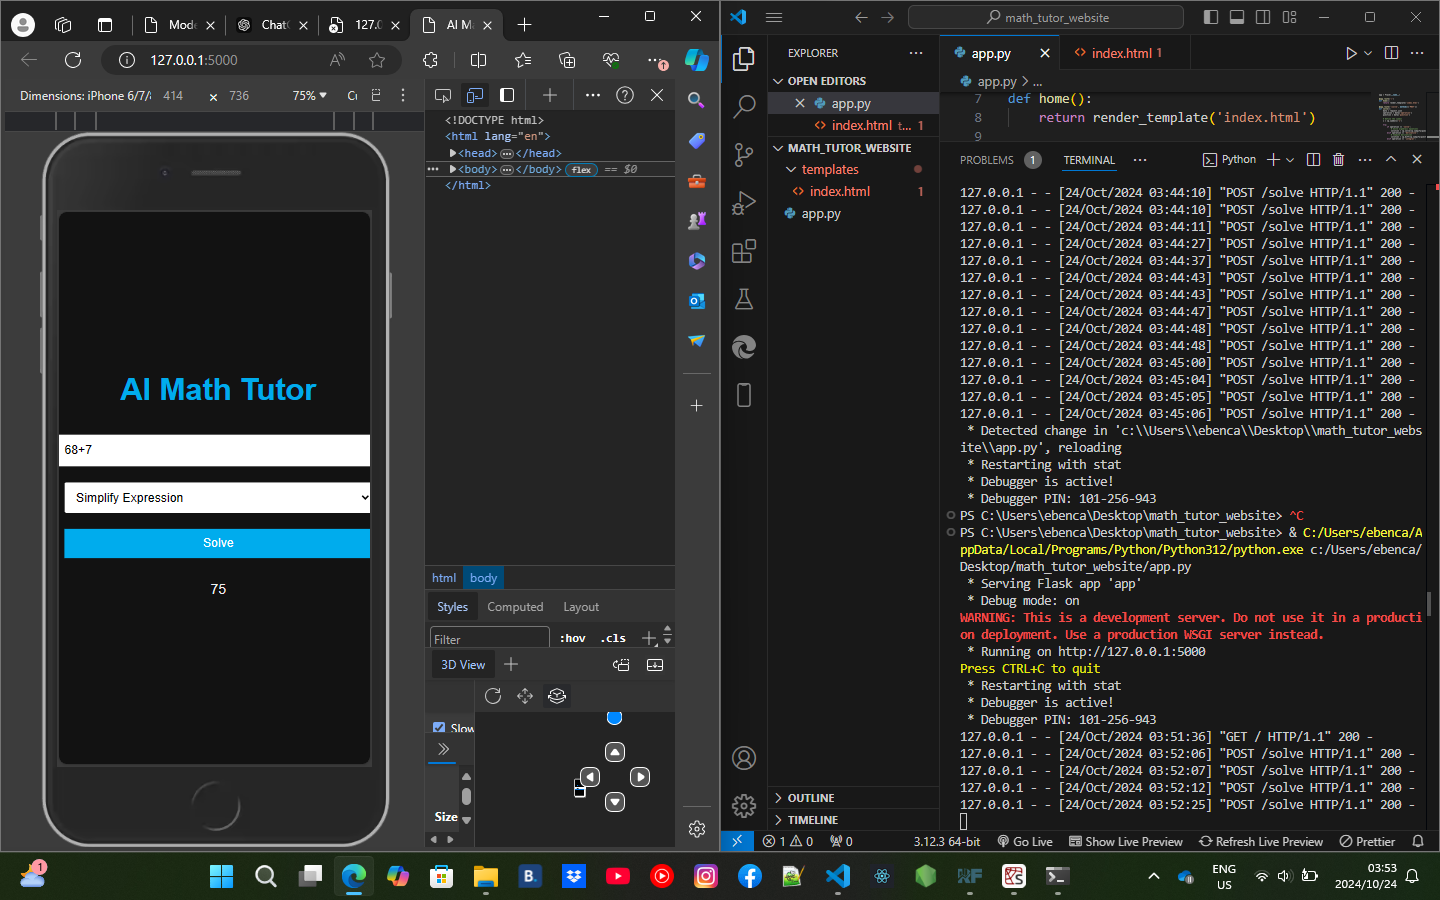 Mode
ChatG
127.0
AI M
127.0.0.1:5000
Dimensions: iPhone 6/7/8
414
×
736
75%
<!DOCTYPE html>
<html lang="en">
<head> </head>
<body> </body> flex == $0
</html>
html
body
Styles
Computed
Layout
Filter
:hov
.cls
3D View
Slow
Size
AI Math Tutor
68+7
Simplify Expression
Solve
75
math_tutor_website
EXPLORER
OPEN EDITORS
app.py
index.html t... 1
MATH_TUTOR_WEBSITE
templates
index.html 1
app.py
OUTLINE
TIMELINE
app.py
index.html 1
app.py > ...
7 def home():
8 return render_template('index.html')
9
PROBLEMS 1
TERMINAL
Python
127.0.0.1 - - [24/Oct/2024 03:44:10] "POST /solve HTTP/1.1" 200 -
127.0.0.1 - - [24/Oct/2024 03:44:10] "POST /solve HTTP/1.1" 200 -
127.0.0.1 - - [24/Oct/2024 03:44:11] "POST /solve HTTP/1.1" 200 -
127.0.0.1 - - [24/Oct/2024 03:44:27] "POST /solve HTTP/1.1" 200 -
127.0.0.1 - - [24/Oct/2024 03:44:37] "POST /solve HTTP/1.1" 200 -
127.0.0.1 - - [24/Oct/2024 03:44:43] "POST /solve HTTP/1.1" 200 -
127.0.0.1 - - [24/Oct/2024 03:44:43] "POST /solve HTTP/1.1" 200 -
127.0.0.1 - - [24/Oct/2024 03:44:47] "POST /solve HTTP/1.1" 200 -
127.0.0.1 - - [24/Oct/2024 03:44:48] "POST /solve HTTP/1.1" 200 -
127.0.0.1 - - [24/Oct/2024 03:44:48] "POST /solve HTTP/1.1" 200 -
127.0.0.1 - - [24/Oct/2024 03:45:00] "POST /solve HTTP/1.1" 200 -
127.0.0.1 - - [24/Oct/2024 03:45:04] "POST /solve HTTP/1.1" 200 -
127.0.0.1 - - [24/Oct/2024 03:45:05] "POST /solve HTTP/1.1" 200 -
127.0.0.1 - - [24/Oct/2024 03:45:06] "POST /solve HTTP/1.1" 200 -
* Detected change in 'c:\\Users\\ebenca\\Desktop\\math_tutor_webs
ite\\app.py', reloading
* Restarting with stat
* Debugger is active!
* Debugger PIN: 101-256-943
PS C:\Users\ebenca\Desktop\math_tutor_website> ^C
PS C:\Users\ebenca\Desktop\math_tutor_website> & C:/Users/ebenca/A
ppData/Local/Programs/Python/Python312/python.exe c:/Users/ebenca/
Desktop/math_tutor_website/app.py
* Serving Flask app 'app'
* Debug mode: on
WARNING: This is a development server. Do not use it in a producti
on deployment. Use a production WSGI server instead.
* Running on http://127.0.0.1:5000
Press CTRL+C to quit
* Restarting with stat
* Debugger is active!
* Debugger PIN: 101-256-943
127.0.0.1 - - [24/Oct/2024 03:51:36] "GET / HTTP/1.1" 200 -
127.0.0.1 - - [24/Oct/2024 03:52:06] "POST /solve HTTP/1.1" 200 -
127.0.0.1 - - [24/Oct/2024 03:52:07] "POST /solve HTTP/1.1" 200 -
127.0.0.1 - - [24/Oct/2024 03:52:12] "POST /solve HTTP/1.1" 200 -
127.0.0.1 - - [24/Oct/2024 03:52:25] "POST /solve HTTP/1.1" 200 -
1 0
0
3.12.3 64-bit
Go Live
Show Live Preview
Refresh Live Preview
Prettier
1
B.
ENG
US
03:53
2024/10/24